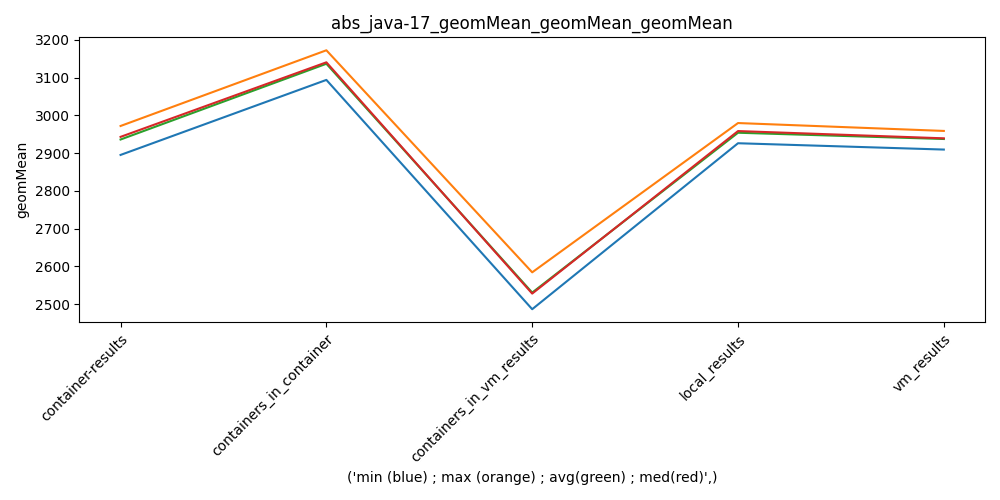 abs_java-17_geomMean_geomMean_geomMean
3200
3100
3000
2900
2800
2700
2600
2500
geomMean
container-results
containers_in_container
containers_in_vm_results
local_results
vm_results
('min (blue) ; max (orange) ; avg(green) ; med(red)',)